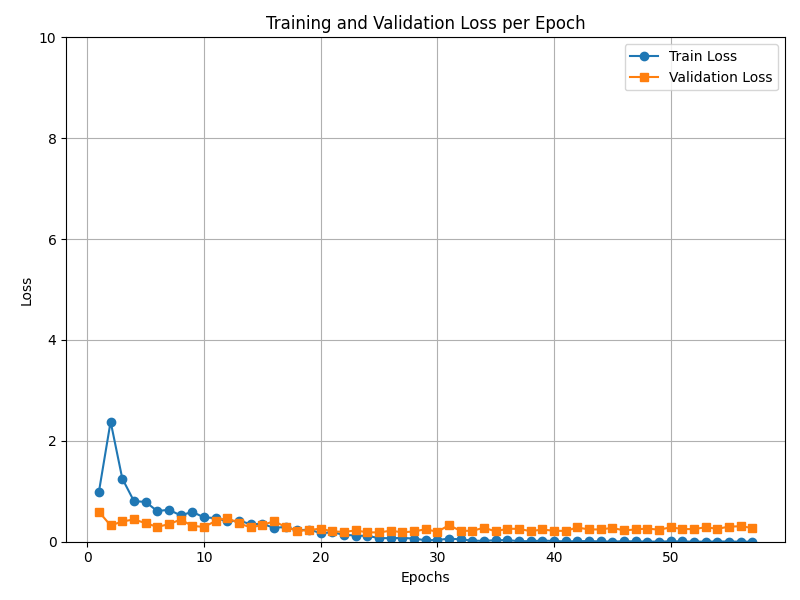 Training and Validation Loss per Epoch
10
8
6
4
2
0
Loss
Train Loss
Validation Loss
0 10 20 30 40 50
Epochs